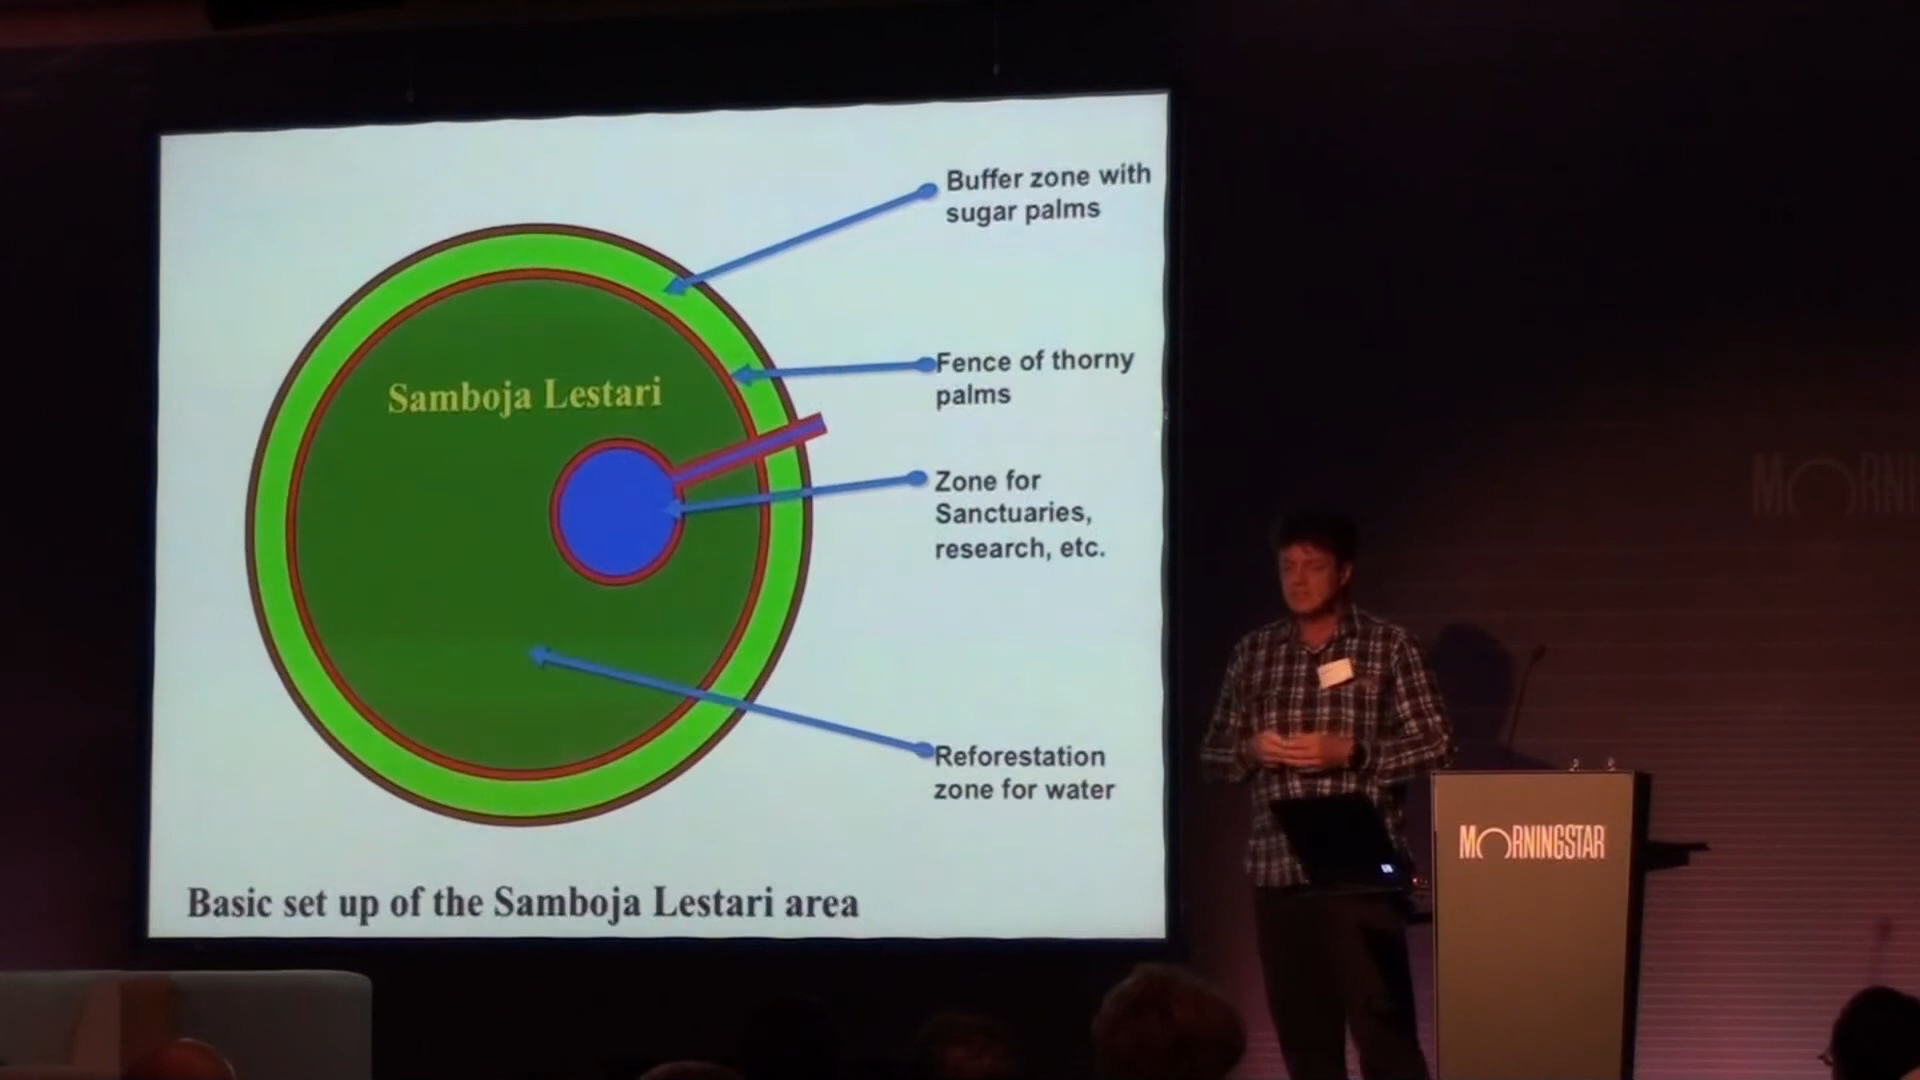 Buffer zone with
sugar palms
Fence of thorny
palms
Samboja Lestari
Zone for
Sanctuaries,
research, etc.
Reforestation
zone for water
Basic set up of the Samboja Lestari area
MORNINGSTAR
MORNI